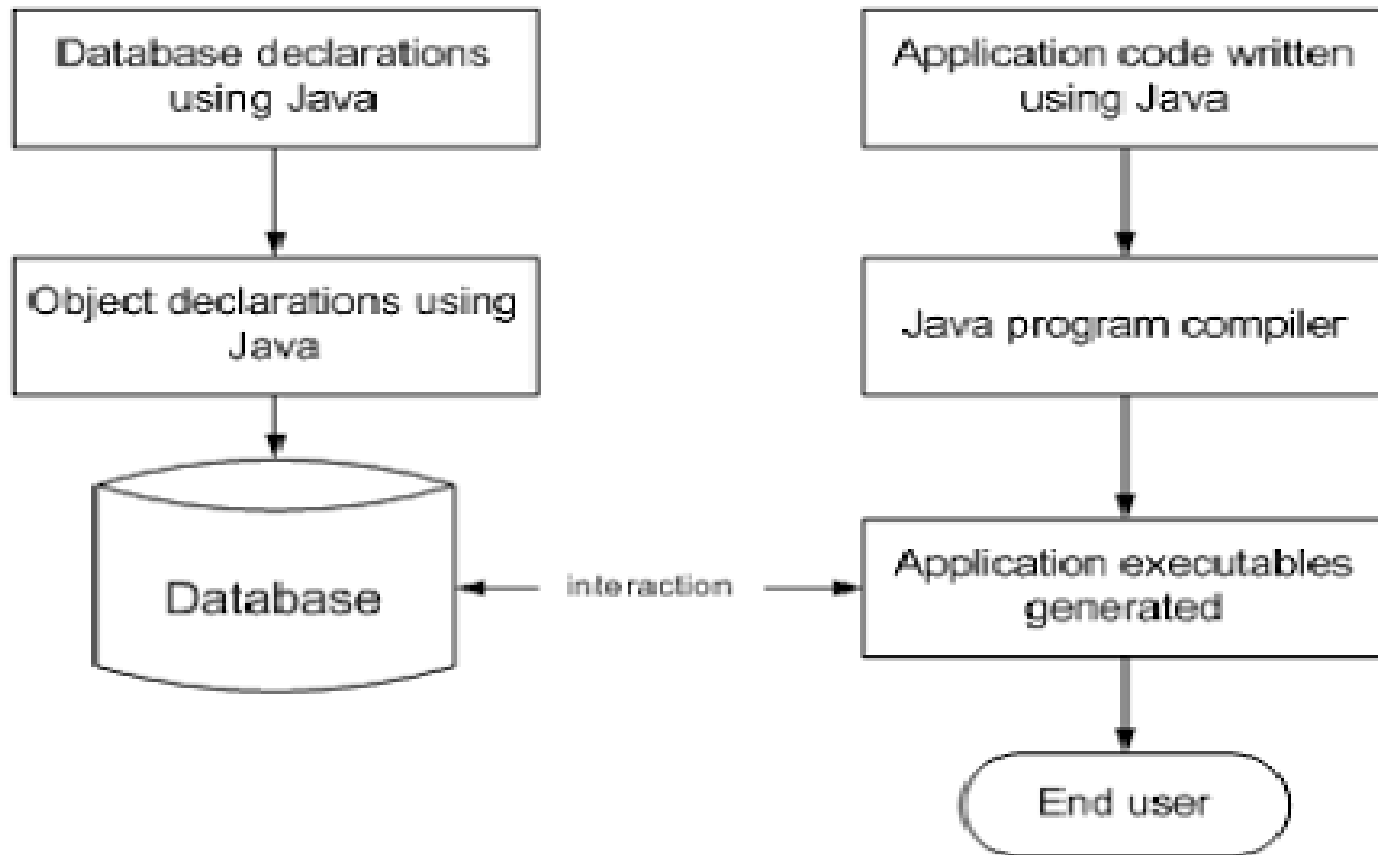 Database declarations
using Java
Application code written
using Java
Object declarations using
Java
Java program compiler
Database
interaction
Application executables
generated
End user